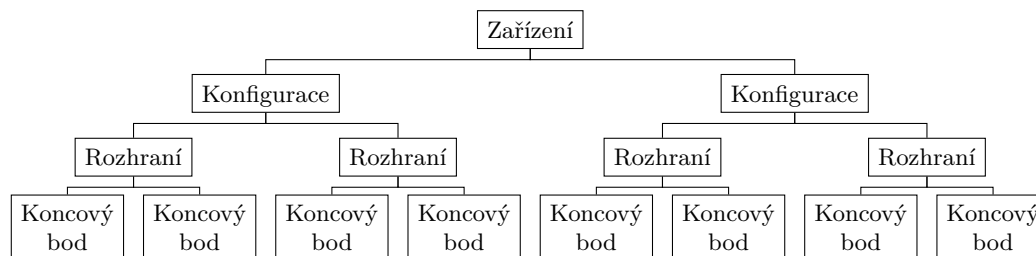 Zařízení
Konfigurace Konfigurace
Rozhraní Rozhraní Rozhraní Rozhraní
Koncový Koncový Koncový Koncový Koncový Koncový Koncový Koncový
bod bod bod bod bod bod bod bod